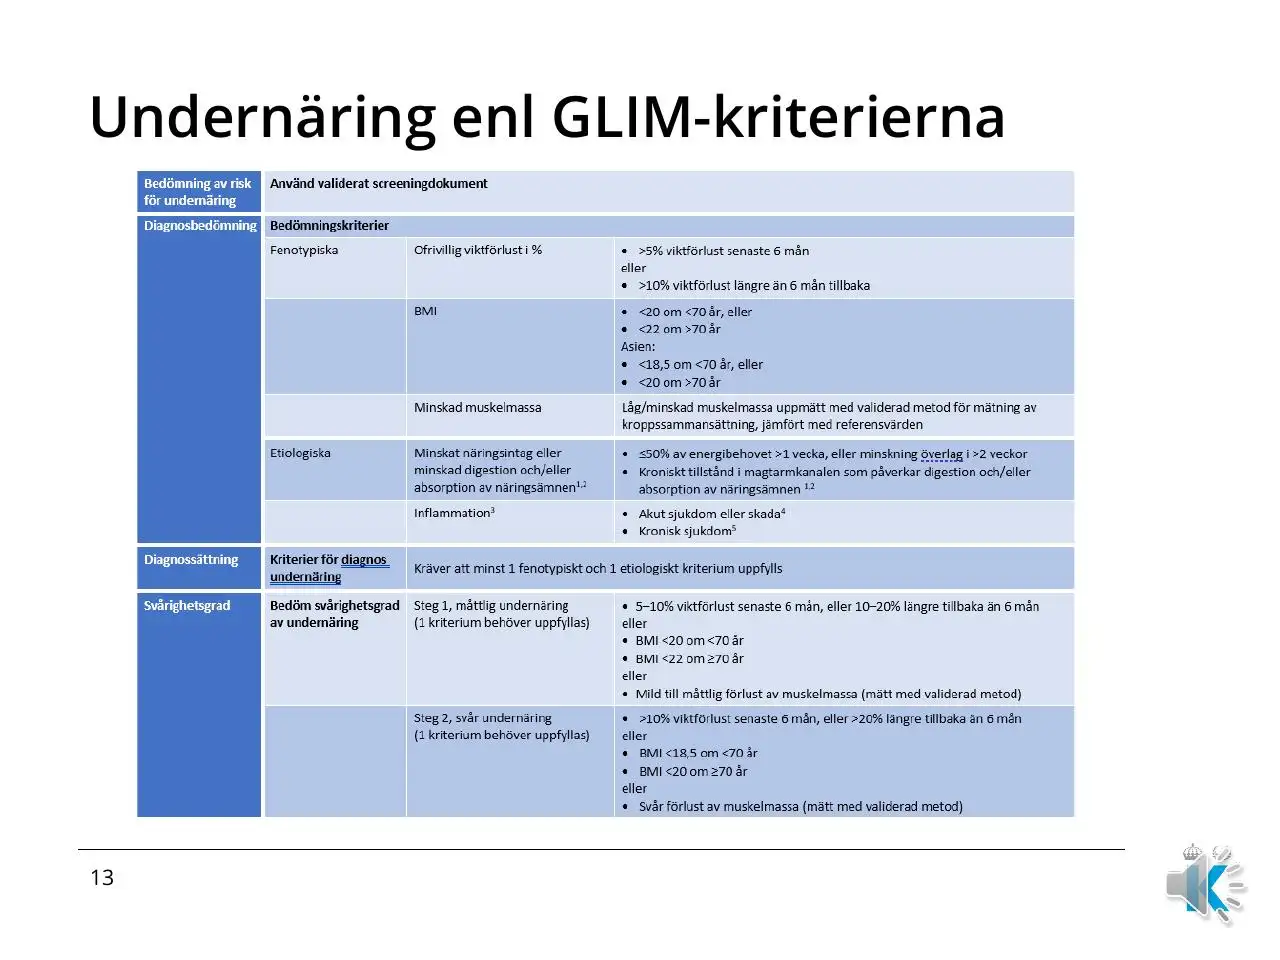 Undernäring enl GLIM-kriterierna
Bedömning av risk
för undernäring
Använd validerat screeningdokument
Diagnosbedömning
Bedömningskriterier
Fenotypiska
Ofrivillig viktförlust i %
• >5% viktförlust senaste 6 mån
eller
• >10% viktförlust längre än 6 mån tillbaka
BMI
• <20 om <70 år, eller
• <22 om >70 år
Asien:
• <18,5 om <70 år, eller
• <20 om >70 år
Minskad muskelmassa
Låg/minskad muskelmassa uppmätt med validerad metod för mätning av
kroppssammansättning, jämfört med referensvärden
Etiologiska
Minskat näringsintag eller
minskad digestion och/eller
absorption av näringsämnen¹,²
• ≤50% av energibehovet >1 vecka, eller minskning överlag i >2 veckor
• Kroniskt tillstånd i magtarmkanalen som påverkar digestion och/eller
absorption av näringsämnen ¹,²
Inflammation³
• Akut sjukdom eller skada⁴
• Kronisk sjukdom⁵
Diagnossättning
Kriterier för diagnos
undernäring
Kräver att minst 1 fenotypiskt och 1 etiologiskt kriterium uppfylls
Svårighetsgrad
Bedöm svårighetsgrad
av undernäring
Steg 1, måttlig undernäring
(1 kriterium behöver uppfyllas)
• 5–10% viktförlust senaste 6 mån, eller 10–20% längre tillbaka än 6 mån
eller
• BMI <20 om <70 år
• BMI <22 om ≥70 år
eller
• Mild till måttlig förlust av muskelmassa (mätt med validerad metod)
Steg 2, svår undernäring
(1 kriterium behöver uppfyllas)
• >10% viktförlust senaste 6 mån, eller >20% längre tillbaka än 6 mån
eller
• BMI <18,5 om <70 år
• BMI <20 om ≥70 år
eller
• Svår förlust av muskelmassa (mätt med validerad metod)
13
K